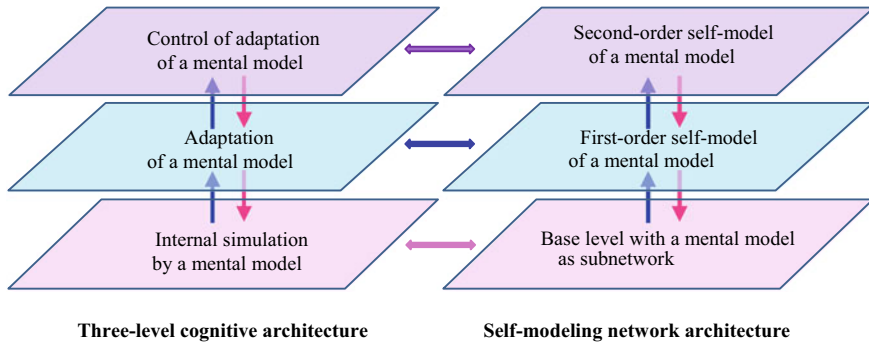 Control of adaptation
of a mental model
Second-order self-model
of a mental model
Adaptation
of a mental model
First-order self-model
of a mental model
Internal simulation
by a mental model
Base level with a mental model
as subnetwork
Three-level cognitive architecture
Self-modeling network architecture